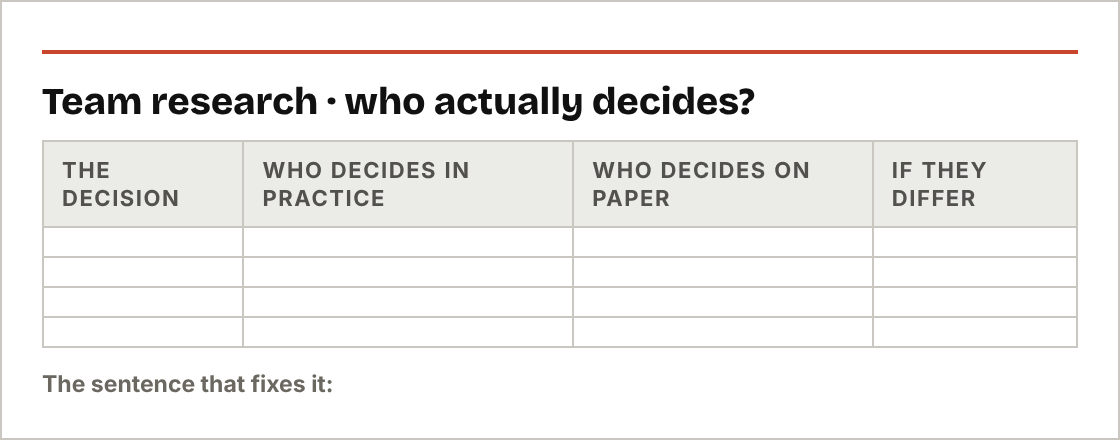 Team research · who actually decides?
THE
DECISION
WHO DECIDES IN
PRACTICE
WHO DECIDES ON
PAPER
IF THEY
DIFFER
The sentence that fixes it: